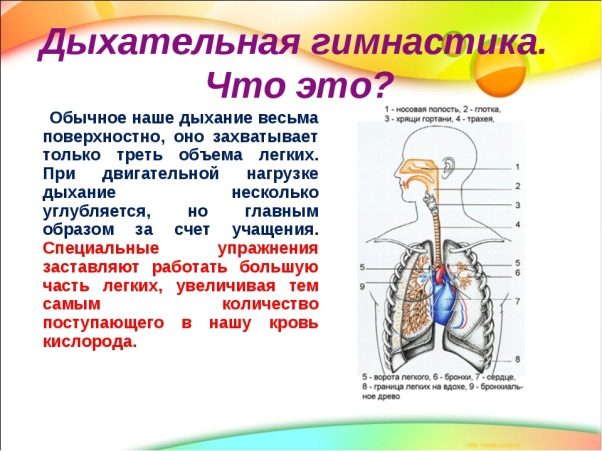 Дыхательная гимнастика.
Что это?
Обычное наше дыхание весьма
поверхностно, оно захватывает
только треть объема легких.
При двигательной нагрузке
дыхание несколько
углубляется, но главным
образом за счет учащения.
Специальные упражнения
заставляют работать большую
часть легких, увеличивая тем
самым количество
поступающего в нашу кровь
кислорода.
1 - носовая полость, 2 - глотка,
3 - хрящи гортани, 4 - трахея,
1
2
3
4
5
6
9
7
8
5 - ворота легкого, 6 - бронхи, 7 - сердце,
8 - граница легких на вдохе, 9 - бронхиаль-
ное древо